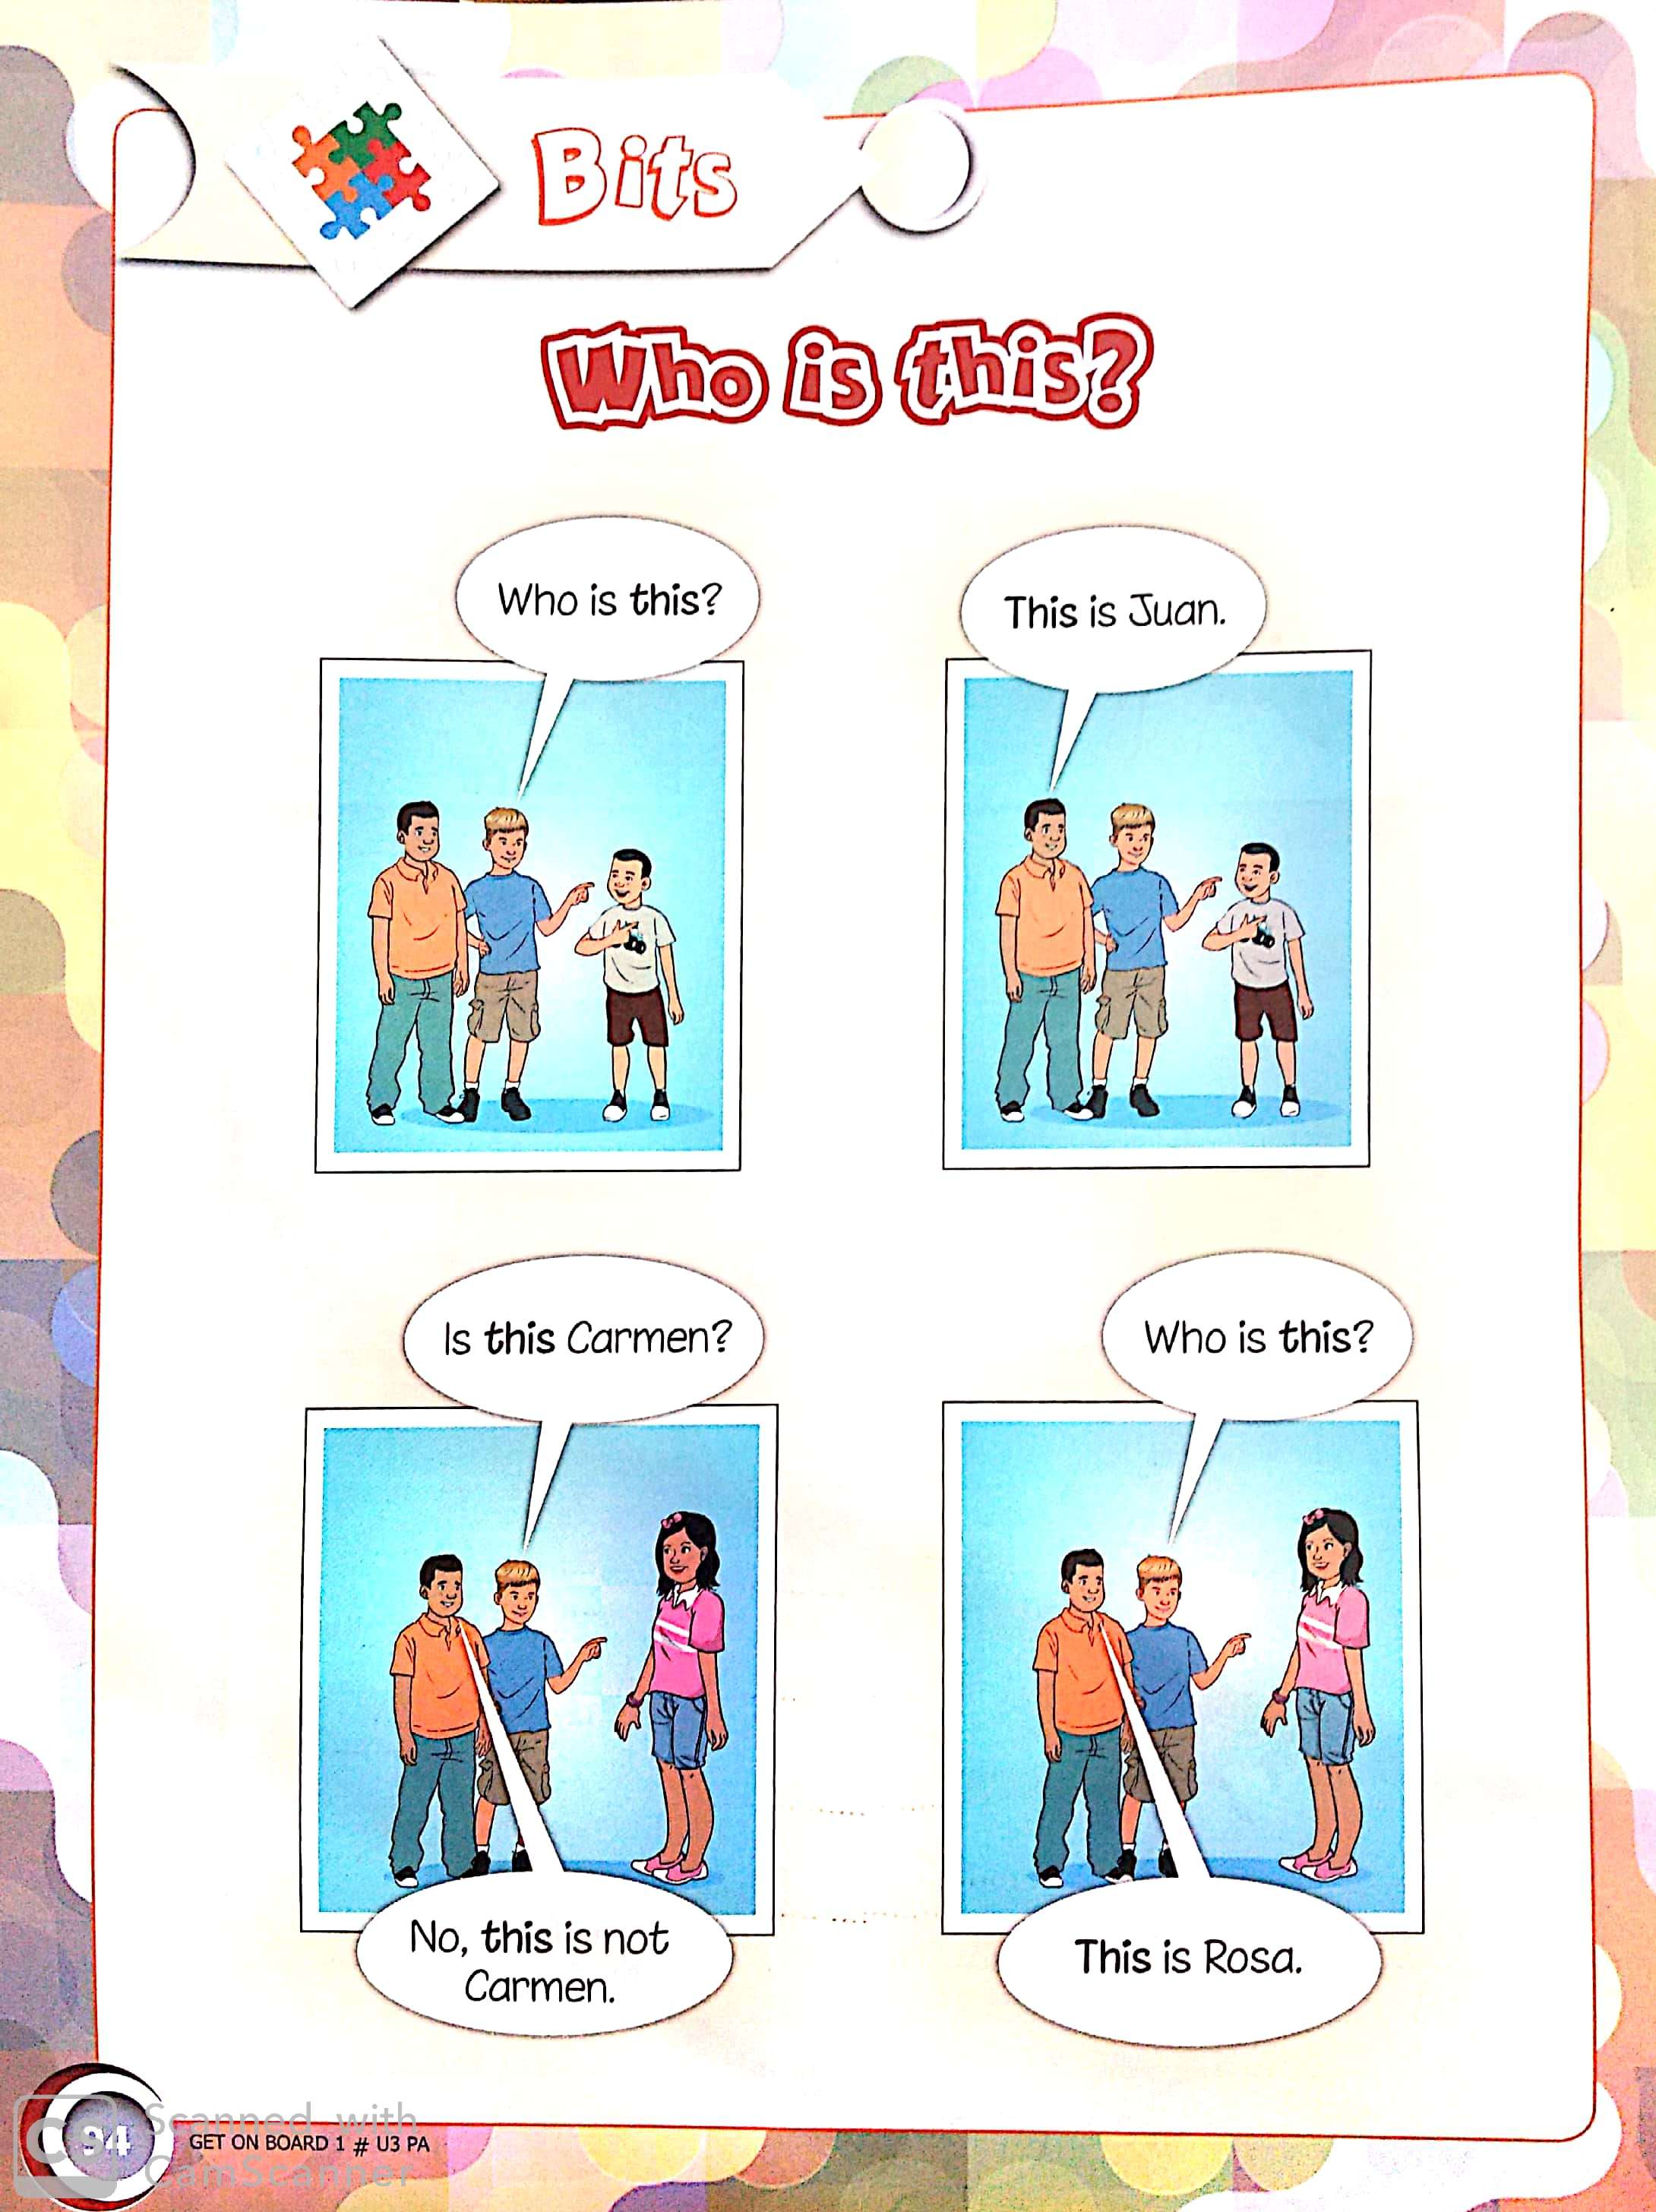 Bits
Who is this?
Who is this?
This is Juan.
Is this Carmen?
No, this is not
Carmen.
Who is this?
This is Rosa.
94
GET ON BOARD 1 # U3 PA
CS
Scanned with
CamScanner